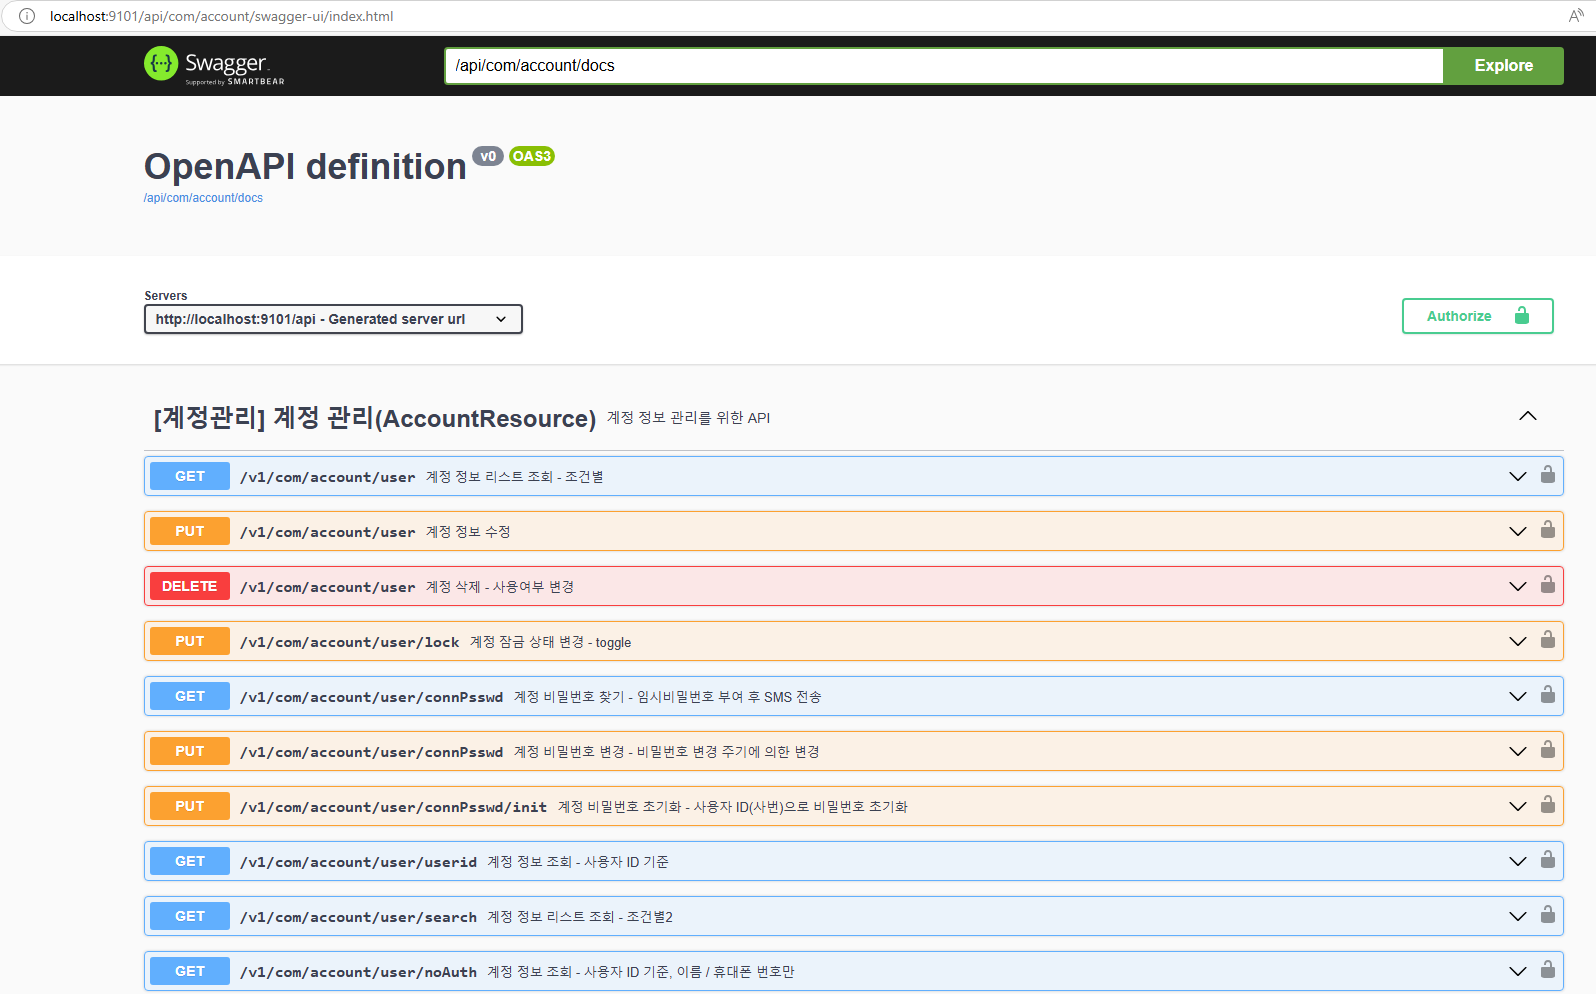 localhost:9101/api/com/account/swagger-ui/index.html
Swagger
Supported by SMARTBEAR
/api/com/account/docs
Explore
OpenAPI definition v0 OAS3
/api/com/account/docs
Servers
http://localhost:9101/api - Generated server url
Authorize
[계정관리] 계정 관리(AccountResource) 계정 정보 관리를 위한 API
GET /v1/com/account/user 계정 정보 리스트 조회 - 조건별
PUT /v1/com/account/user 계정 정보 수정
DELETE /v1/com/account/user 계정 삭제 - 사용여부 변경
PUT /v1/com/account/user/lock 계정 잠금 상태 변경 - toggle
GET /v1/com/account/user/connPsswd 계정 비밀번호 찾기 - 임시비밀번호 부여 후 SMS 전송
PUT /v1/com/account/user/connPsswd 계정 비밀번호 변경 - 비밀번호 변경 주기에 의한 변경
PUT /v1/com/account/user/connPsswd/init 계정 비밀번호 초기화 - 사용자 ID(사번)으로 비밀번호 초기화
GET /v1/com/account/user/userid 계정 정보 조회 - 사용자 ID 기준
GET /v1/com/account/user/search 계정 정보 리스트 조회 - 조건별2
GET /v1/com/account/user/noAuth 계정 정보 조회 - 사용자 ID 기준, 이름 / 휴대폰 번호만